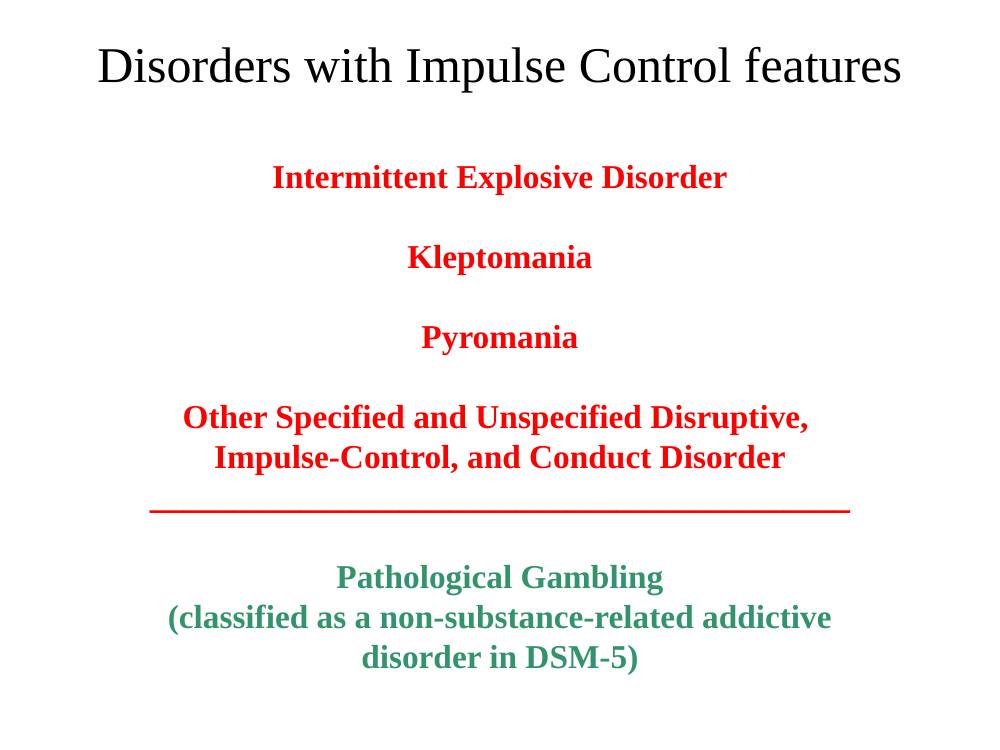 Disorders with Impulse Control features
Intermittent Explosive Disorder
Kleptomania
Pyromania
Other Specified and Unspecified Disruptive,
Impulse-Control, and Conduct Disorder
Pathological Gambling
(classified as a non-substance-related addictive
disorder in DSM-5)